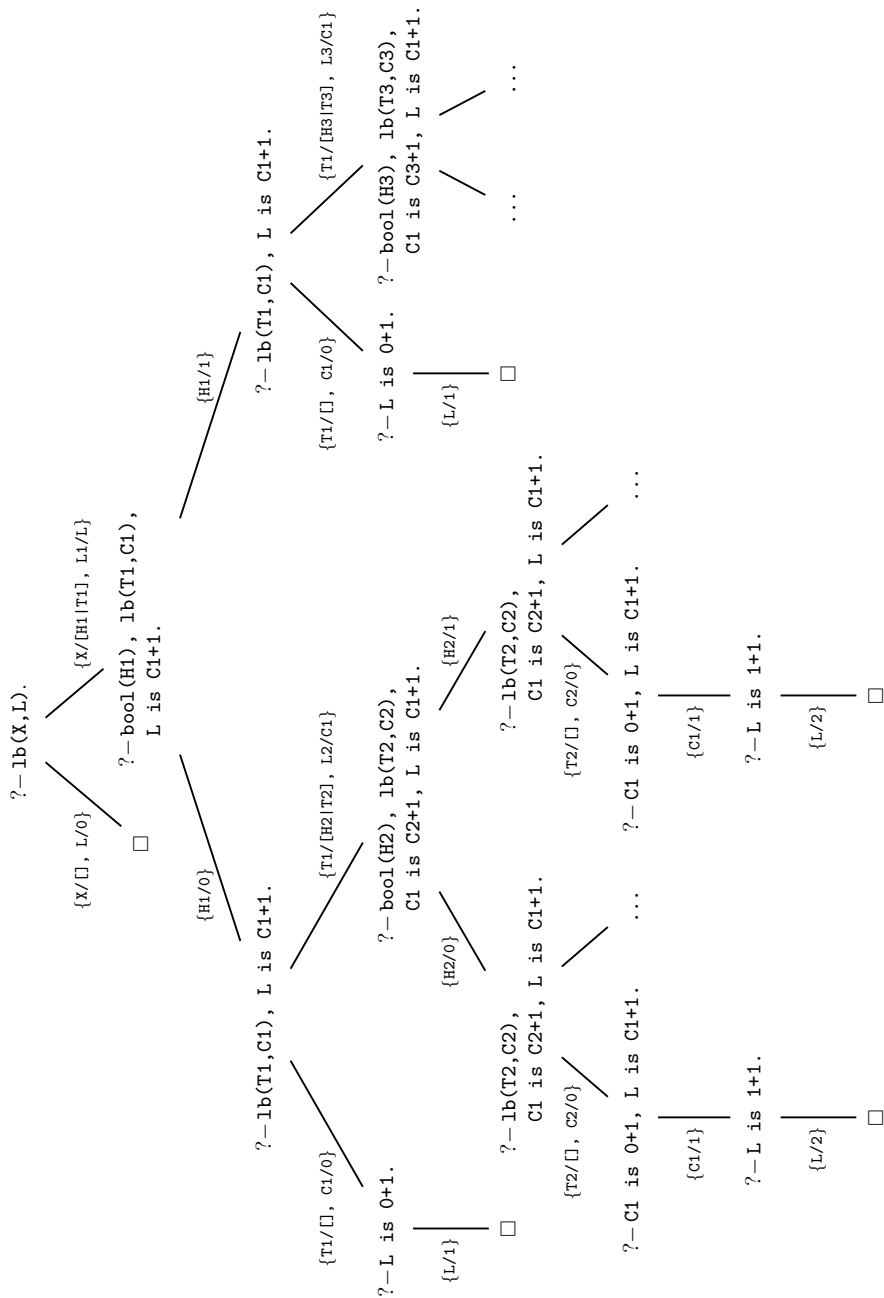 ?–lb(X,L).
{X/[], L/0}
{X/[H1|T1], L1/L}
□
?–bool(H1), lb(T1,C1),
L is C1+1.
{H1/0}
{H1/1}
?–lb(T1,C1), L is C1+1.
?–lb(T1,C1), L is C1+1.
{T1/[], C1/0}
{T1/[H2|T2], L2/C1}
{T1/[], C1/0}
{T1/[H3|T3], L3/C1}
?–L is 0+1.
?–bool(H2), lb(T2,C2),
C1 is C2+1, L is C1+1.
?–L is 0+1.
?–bool(H3), lb(T3,C3),
C1 is C3+1, L is C1+1.
{L/1}
{H2/0}
{H2/1}
{L/1}
□
?–lb(T2,C2),
C1 is C2+1, L is C1+1.
?–lb(T2,C2),
C1 is C2+1, L is C1+1.
□
...
...
{T2/[], C2/0}
{T2/[], C2/0}
?–C1 is 0+1, L is C1+1.
...
?–C1 is 0+1, L is C1+1.
...
{C1/1}
{C1/1}
?–L is 1+1.
?–L is 1+1.
{L/2}
{L/2}
□
□